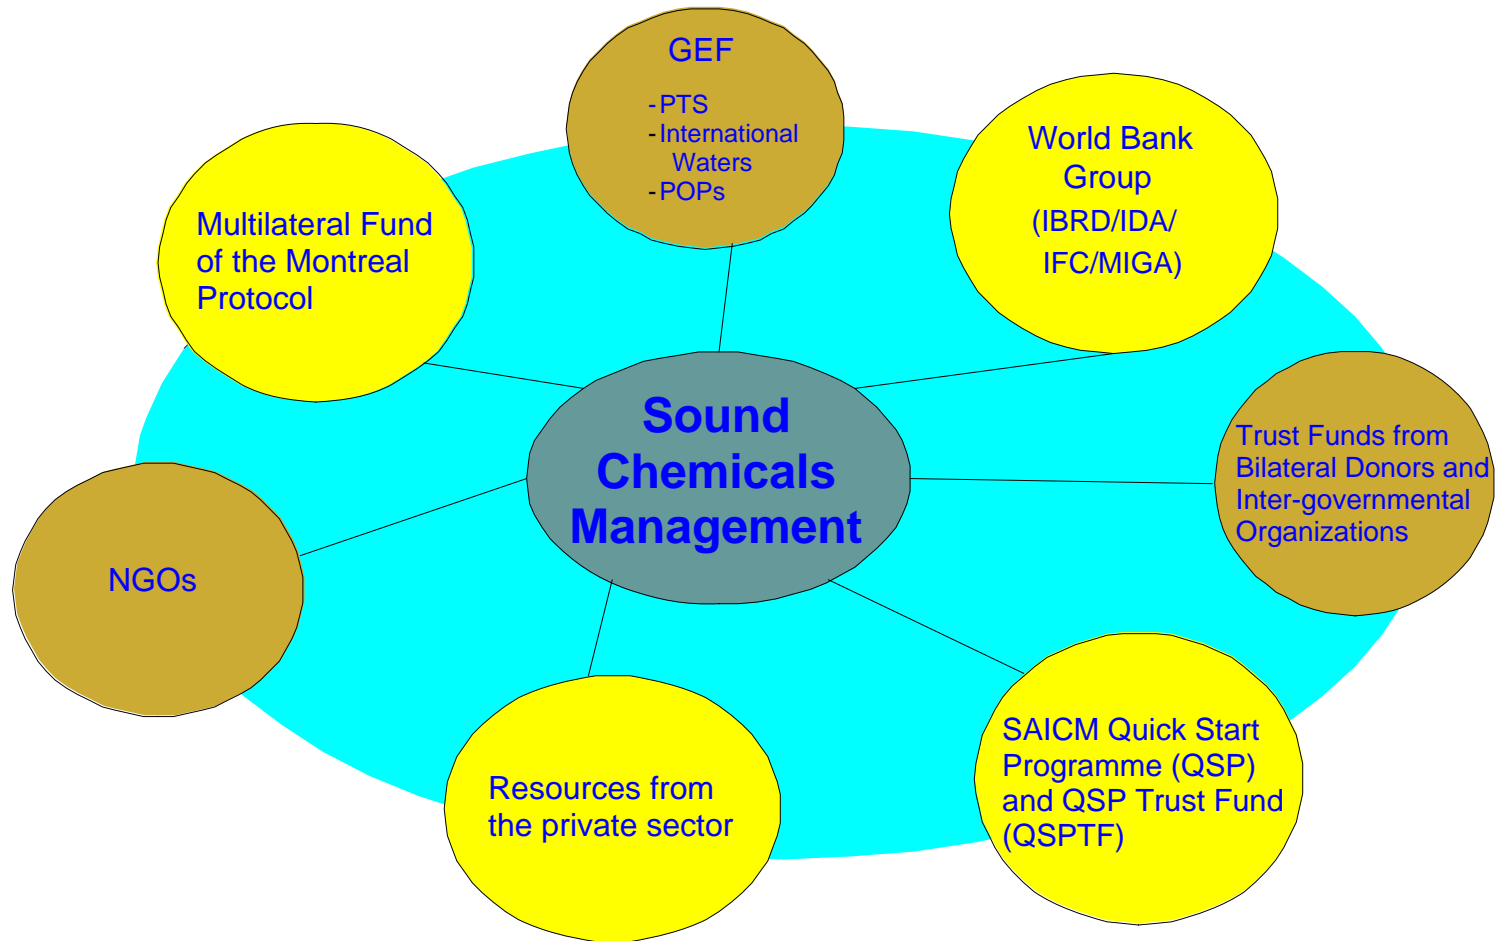 GEF
-PTS
-International
Waters
-POPs
World Bank
Group
(IBRD/IDA/
IFC/MIGA)
Multilateral Fund
of the Montreal
Protocol
Sound
Chemicals
Management
Trust Funds from
Bilateral Donors and
Inter-governmental
Organizations
NGOs
SAICM Quick Start
Programme (QSP)
and QSP Trust Fund
(QSPTF)
Resources from
the private sector